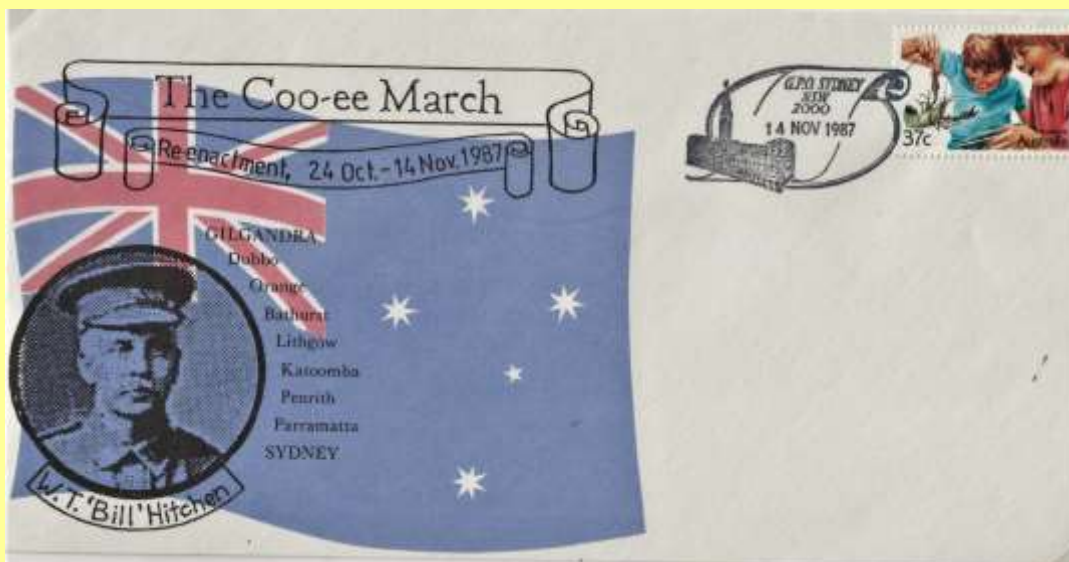 The Coo-ee March
Re-enactment, 24 Oct.-14 Nov. 1987
GILGANDRA
Dubbo
Orange
Bathurst
Lithgow
Katoomba
Penrith
Parramatta
SYDNEY
W.T. 'Bill' Hitchen
G.P.O SYDNEY
NSW
2000
14 NOV 1987
37c